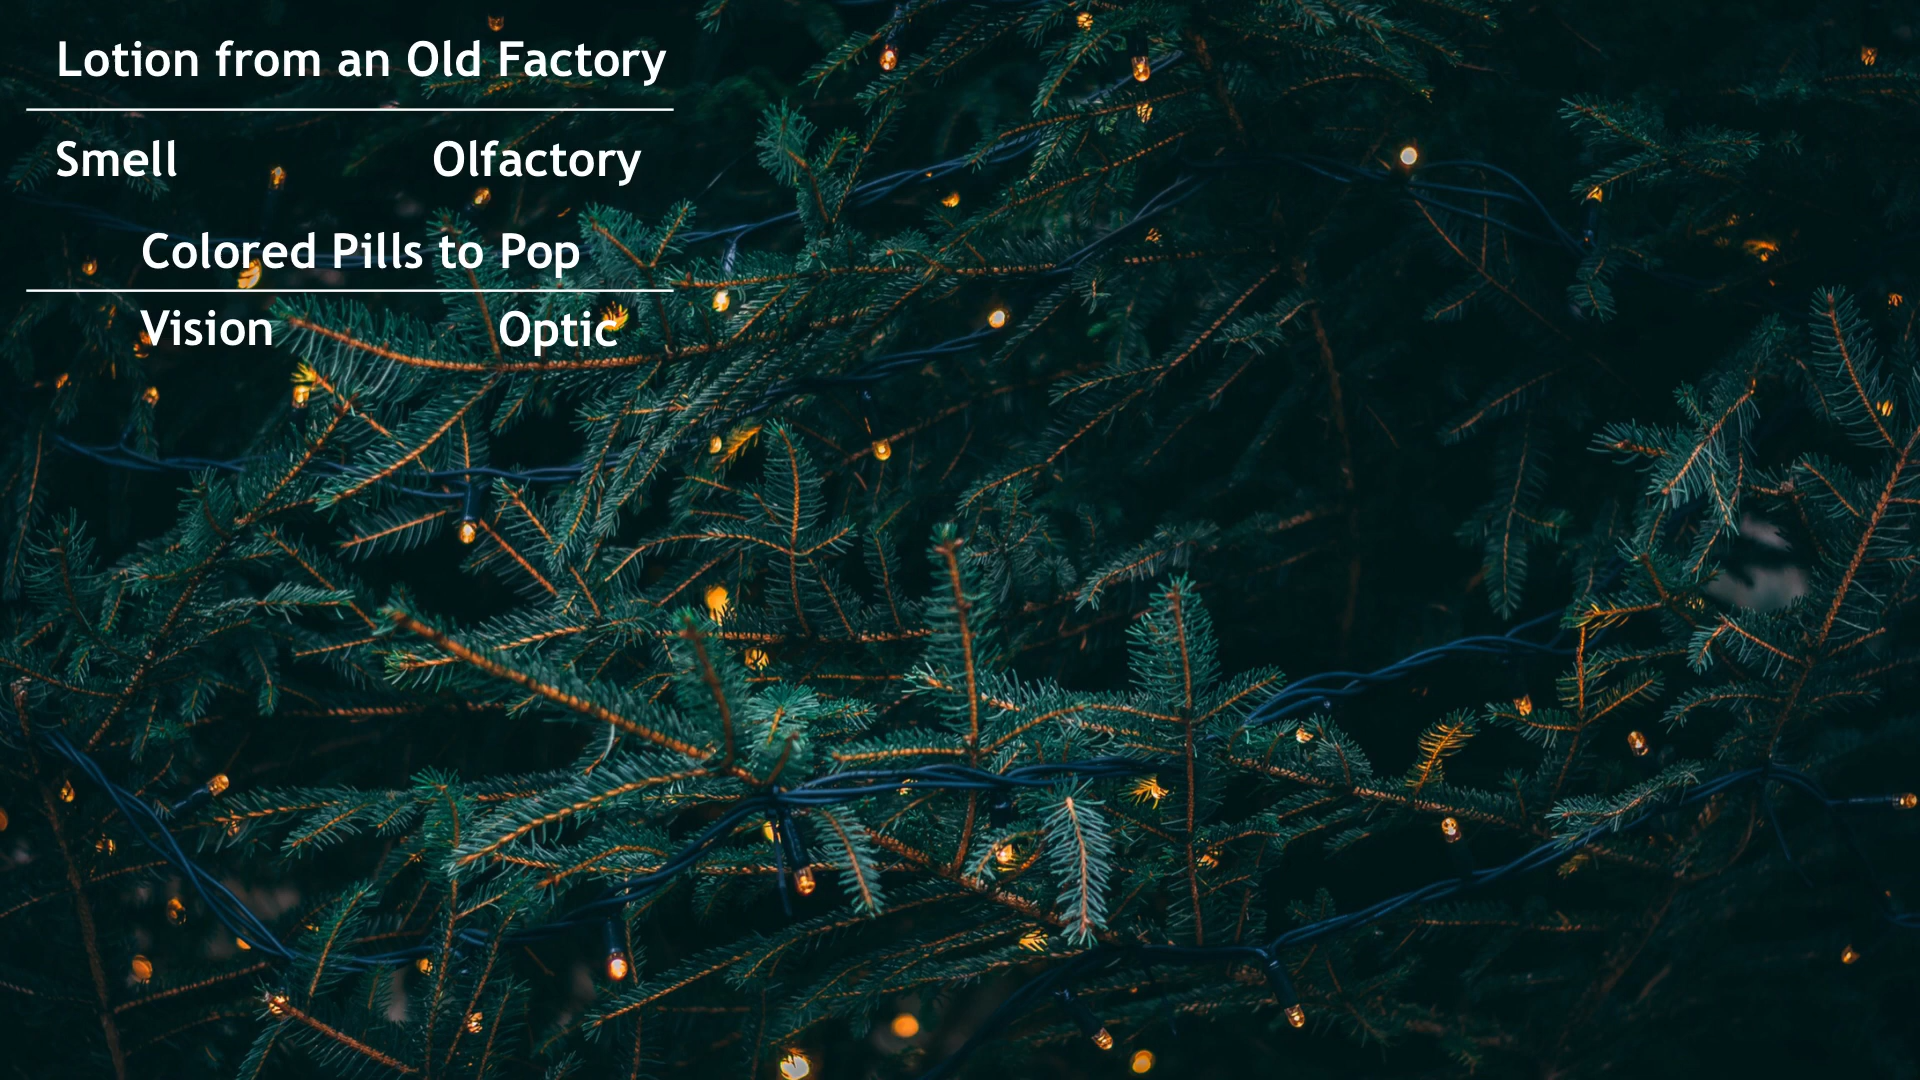 Lotion from an Old Factory
Smell Olfactory
Colored Pills to Pop
Vision Optic